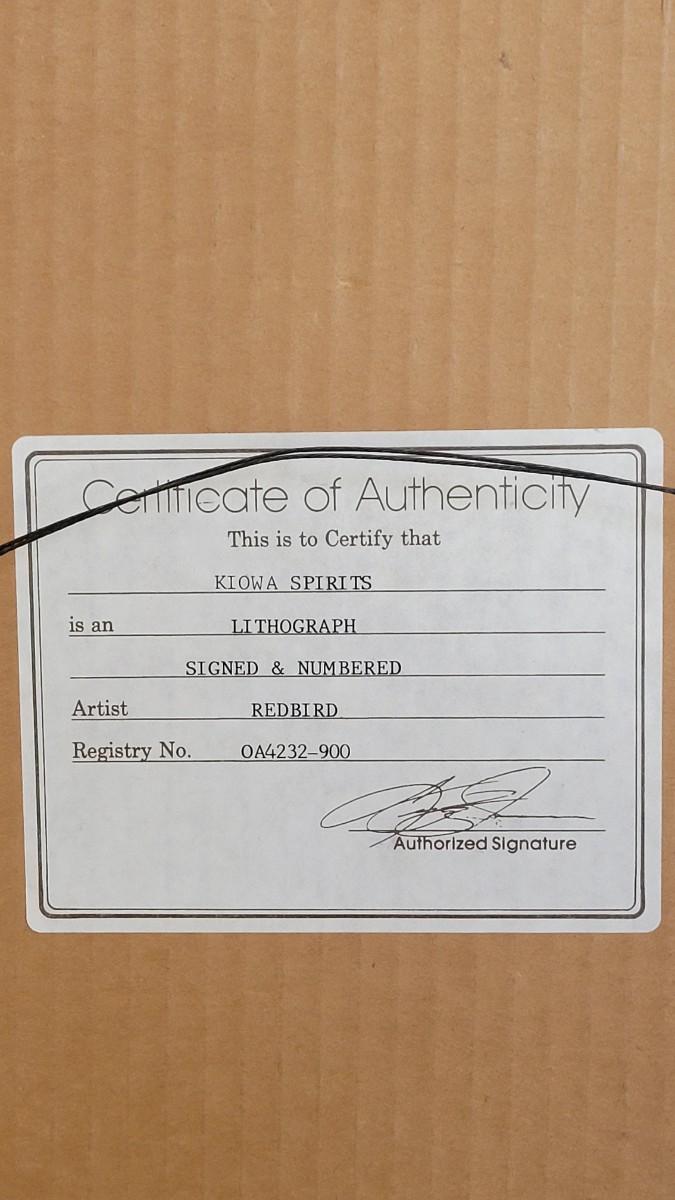 Certificate of Authenticity
This is to Certify that
KIOWA SPIRITS
is an LITHOGRAPH
SIGNED & NUMBERED
Artist REDBIRD
Registry No. OA4232-900
Authorized Signature